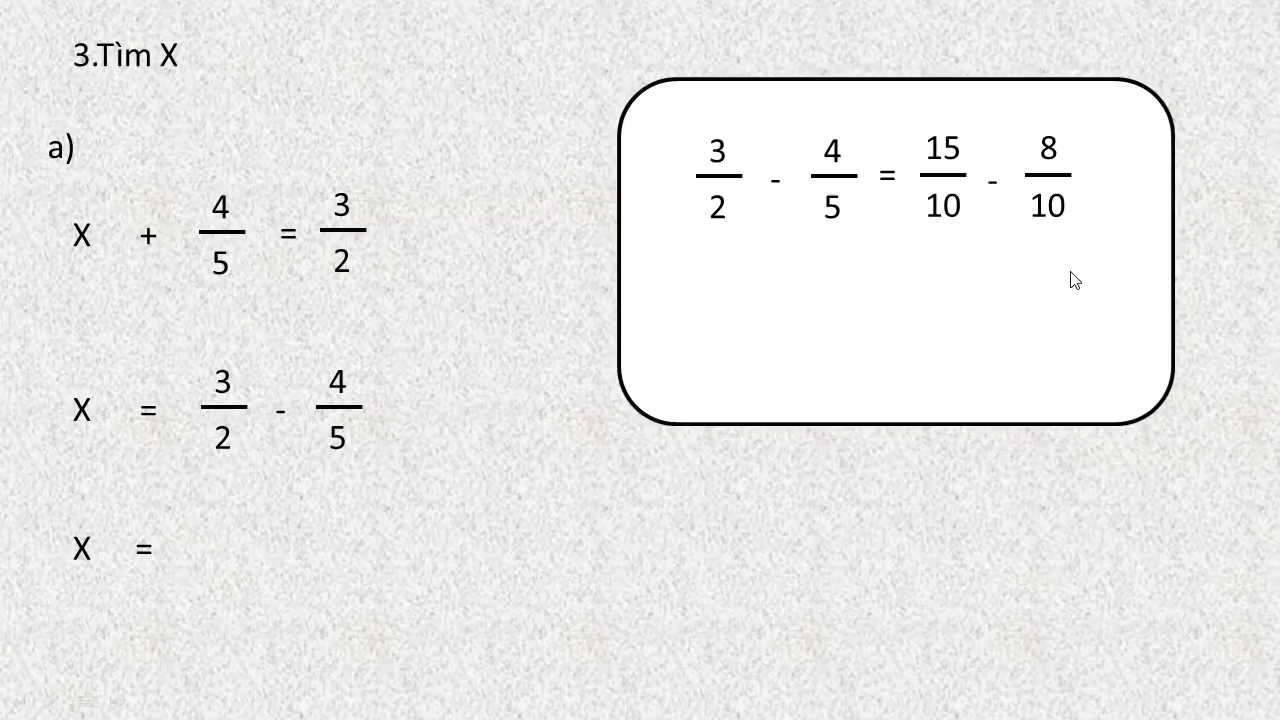 3.Tìm X
a)
X + 4/5 = 3/2
X = 3/2 - 4/5
X =
3/2 - 4/5 = 15/10 - 8/10